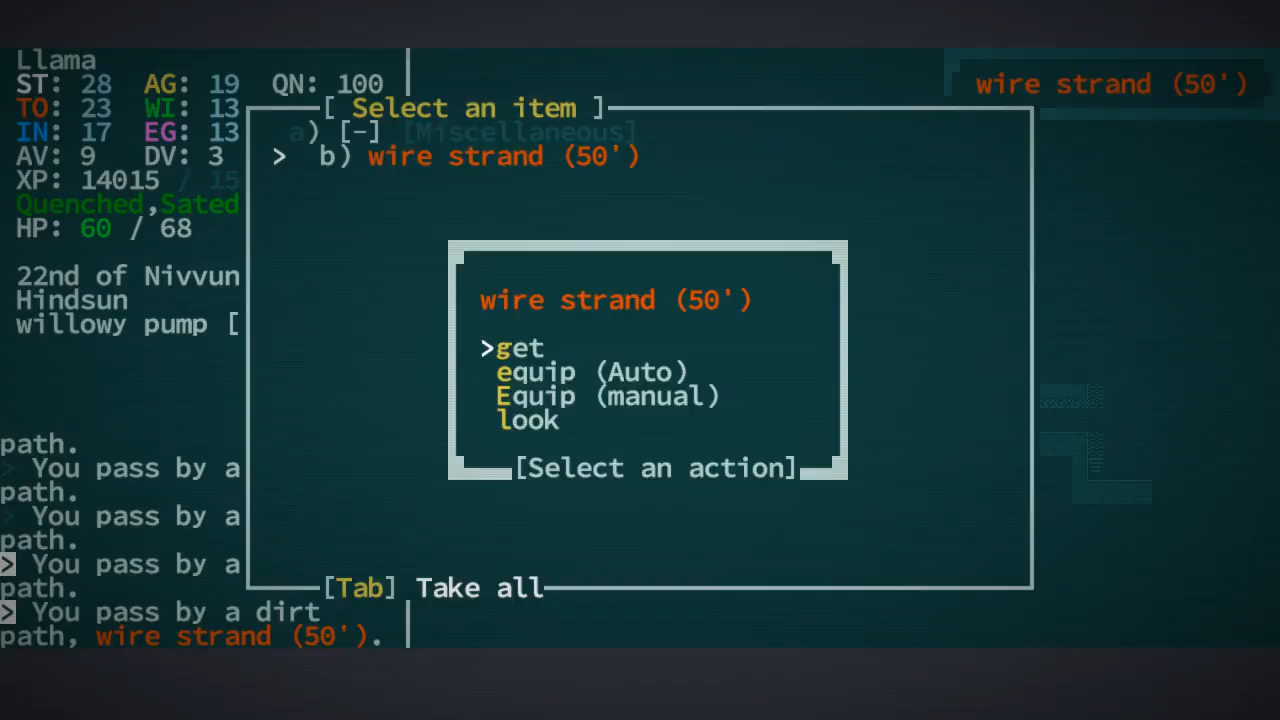 Llama
ST: 28 AG: 19 QN: 100
TO: 23 WI: 13
IN: 17 EG: 13
AV: 9 DV: 3
XP: 14015 / 15
Quenched,Sated
HP: 60 / 68
22nd of Nivvun
Hindsun
willowy pump [
path.
> You pass by a
path.
> You pass by a
path.
> You pass by a
path.
> You pass by a dirt
path, wire strand (50').
[ Select an item ]
a) [-] [Miscellaneous]
> b) wire strand (50')
wire strand (50')
>get
equip (Auto)
Equip (manual)
look
[Select an action]
[Tab] Take all
wire strand (50')